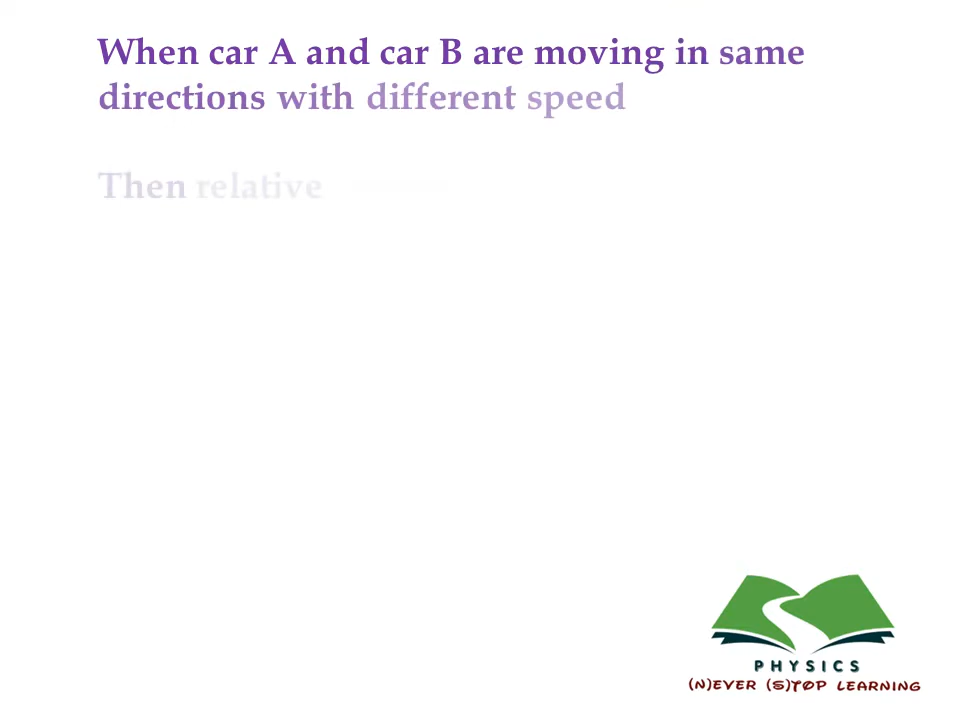 When car A and car B are moving in same
directions with different speed
Then relative
PHYSICS
(N)EVER (S)TOP LEARNING